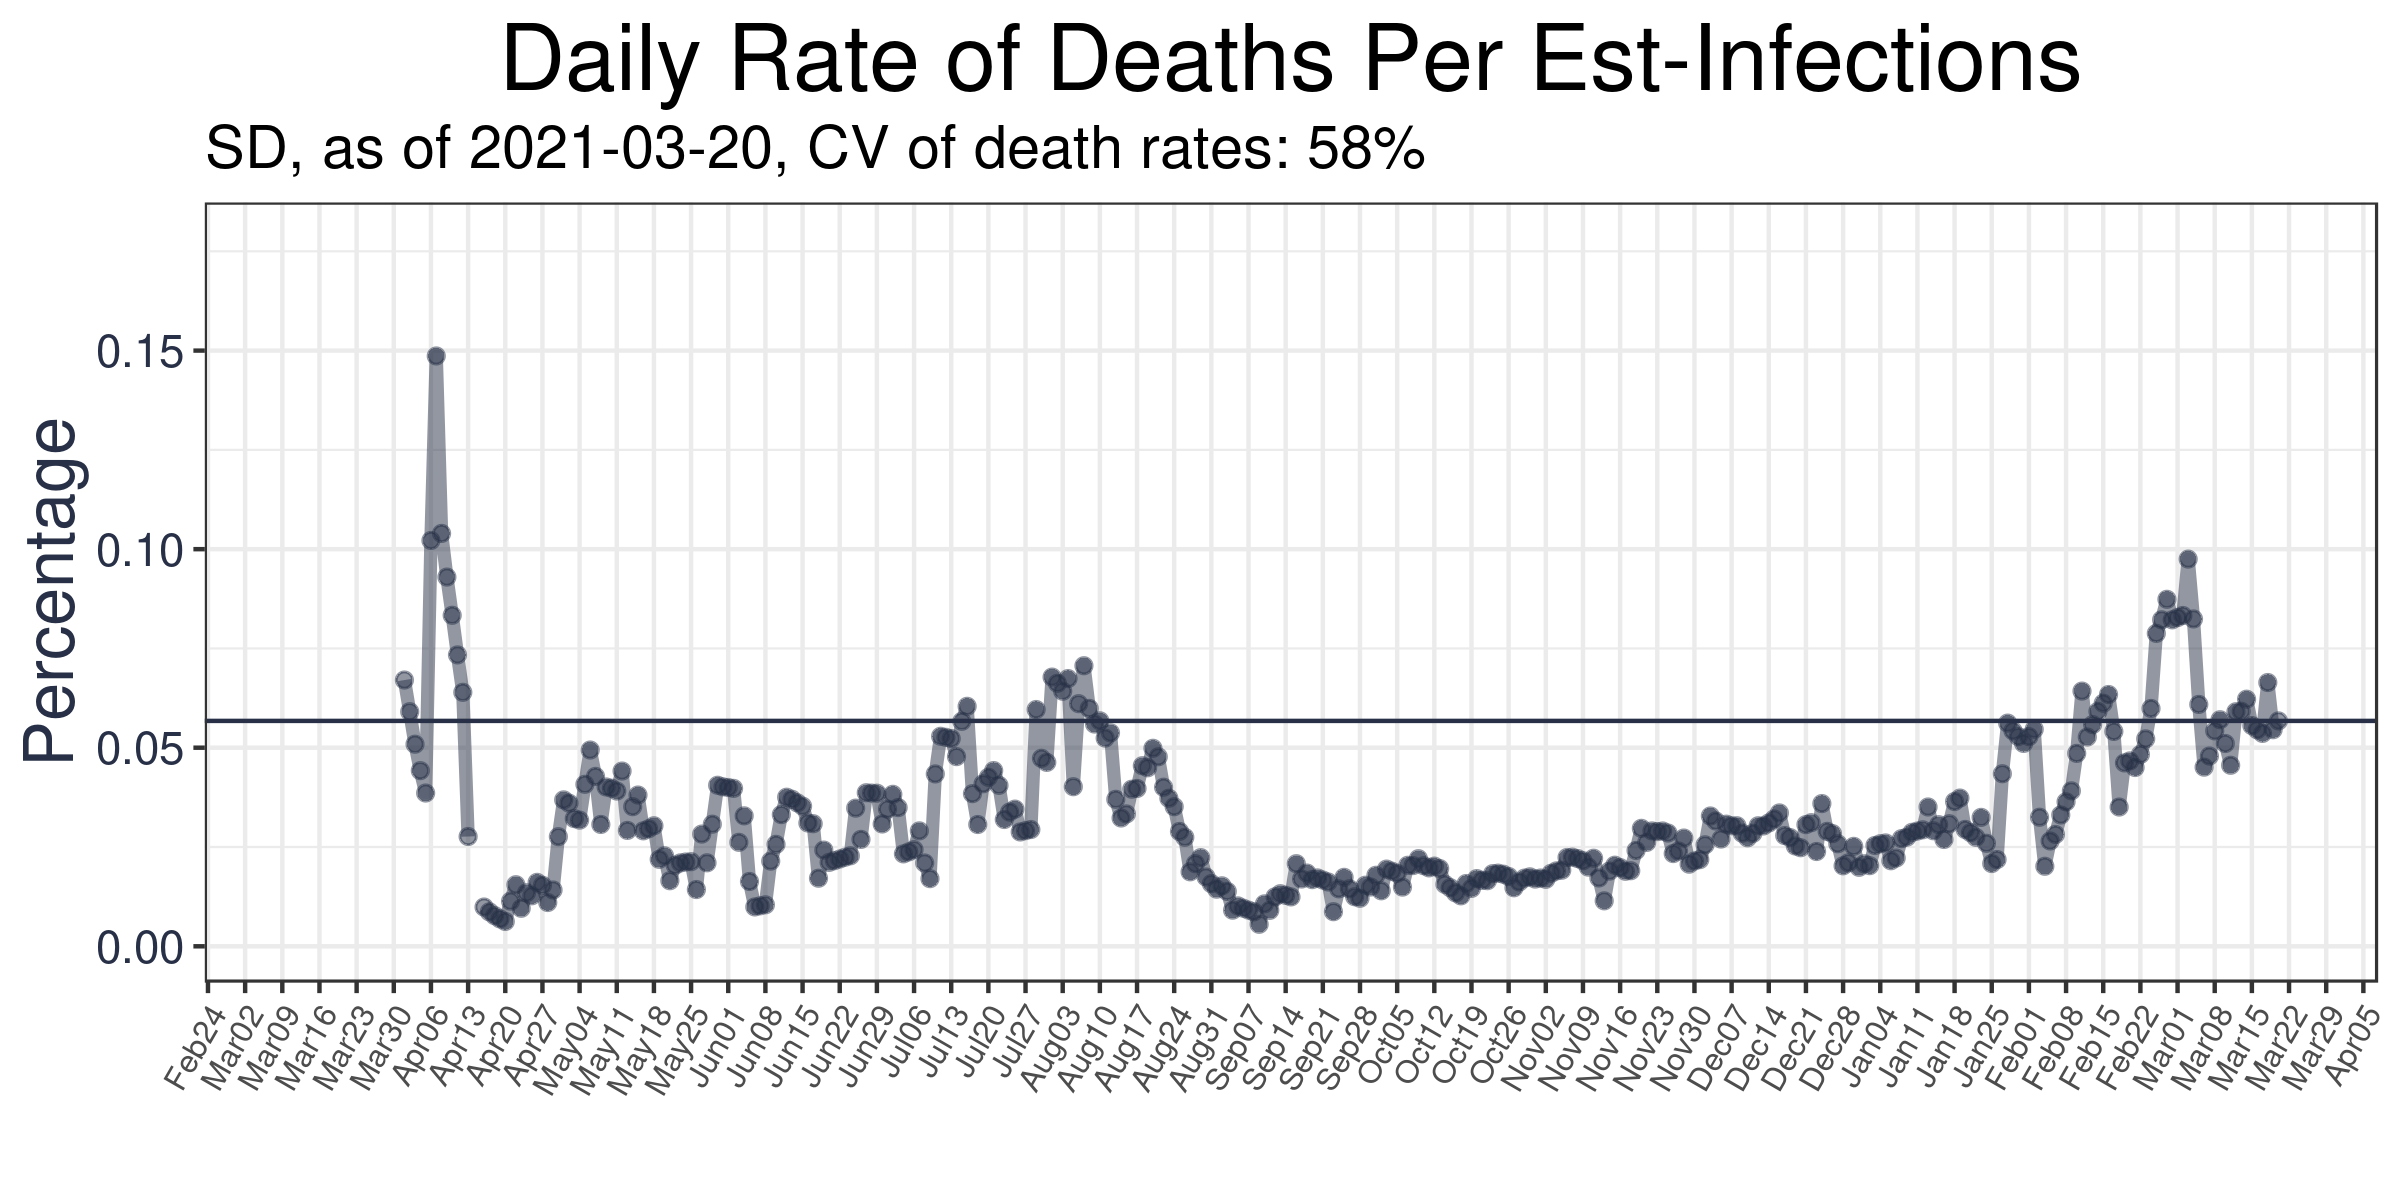 Daily Rate of Deaths Per Est-Infections
SD, as of 2021-03-20, CV of death rates: 58%
Percentage
0.15
0.10
0.05
0.00
Feb24
Mar02
Mar09
Mar16
Mar23
Mar30
Apr06
Apr13
Apr20
Apr27
May04
May11
May18
May25
Jun01
Jun08
Jun15
Jun22
Jun29
Jul06
Jul13
Jul20
Jul27
Aug03
Aug10
Aug17
Aug24
Aug31
Sep07
Sep14
Sep21
Sep28
Oct05
Oct12
Oct19
Oct26
Nov02
Nov09
Nov16
Nov23
Nov30
Dec07
Dec14
Dec21
Dec28
Jan04
Jan11
Jan18
Jan25
Feb01
Feb08
Feb15
Feb22
Mar01
Mar08
Mar15
Mar22
Mar29
Apr05